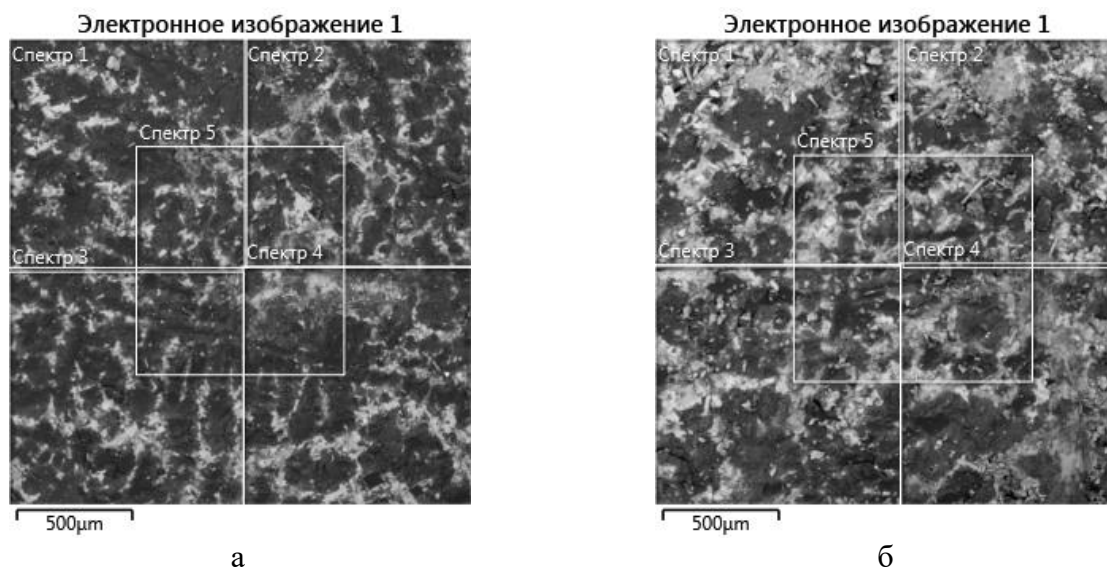 Электронное изображение 1
Спектр 1
Спектр 2
Спектр 5
Спектр 3
Спектр 4
500µm
а
Электронное изображение 1
Спектр 1
Спектр 2
Спектр 5
Спектр 3
Спектр 4
500µm
б